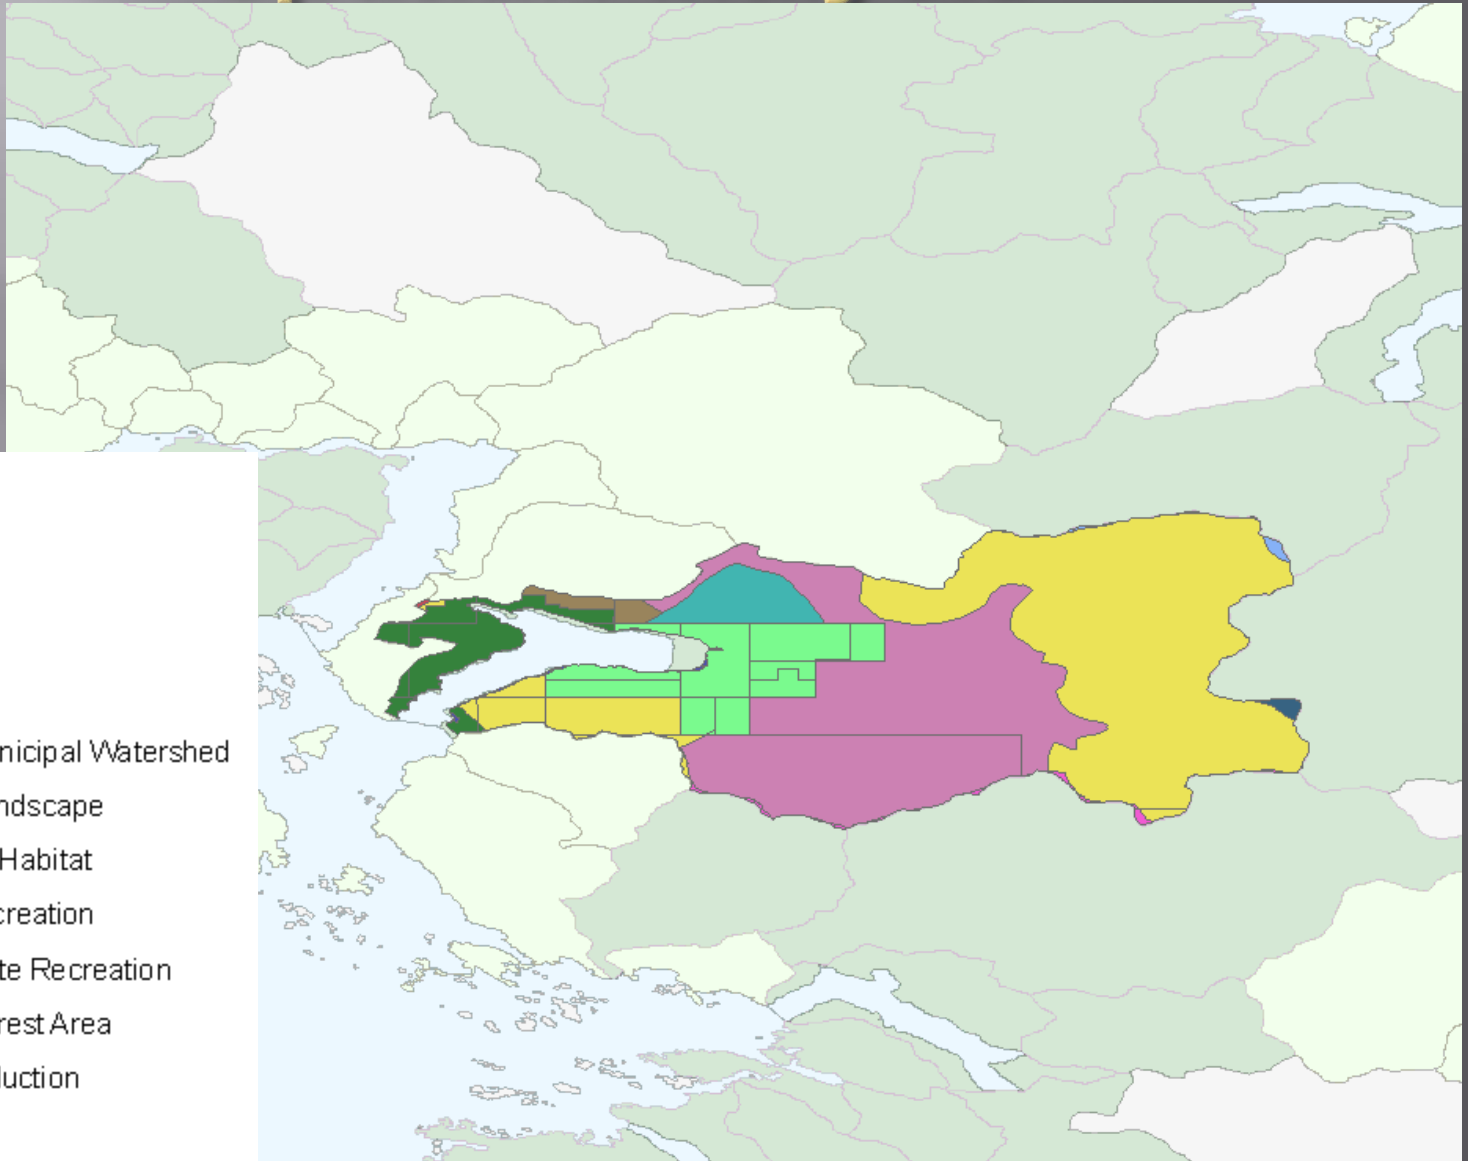 nicipal Watershed
ndscape
Habitat
creation
te Recreation
rest Area
luction